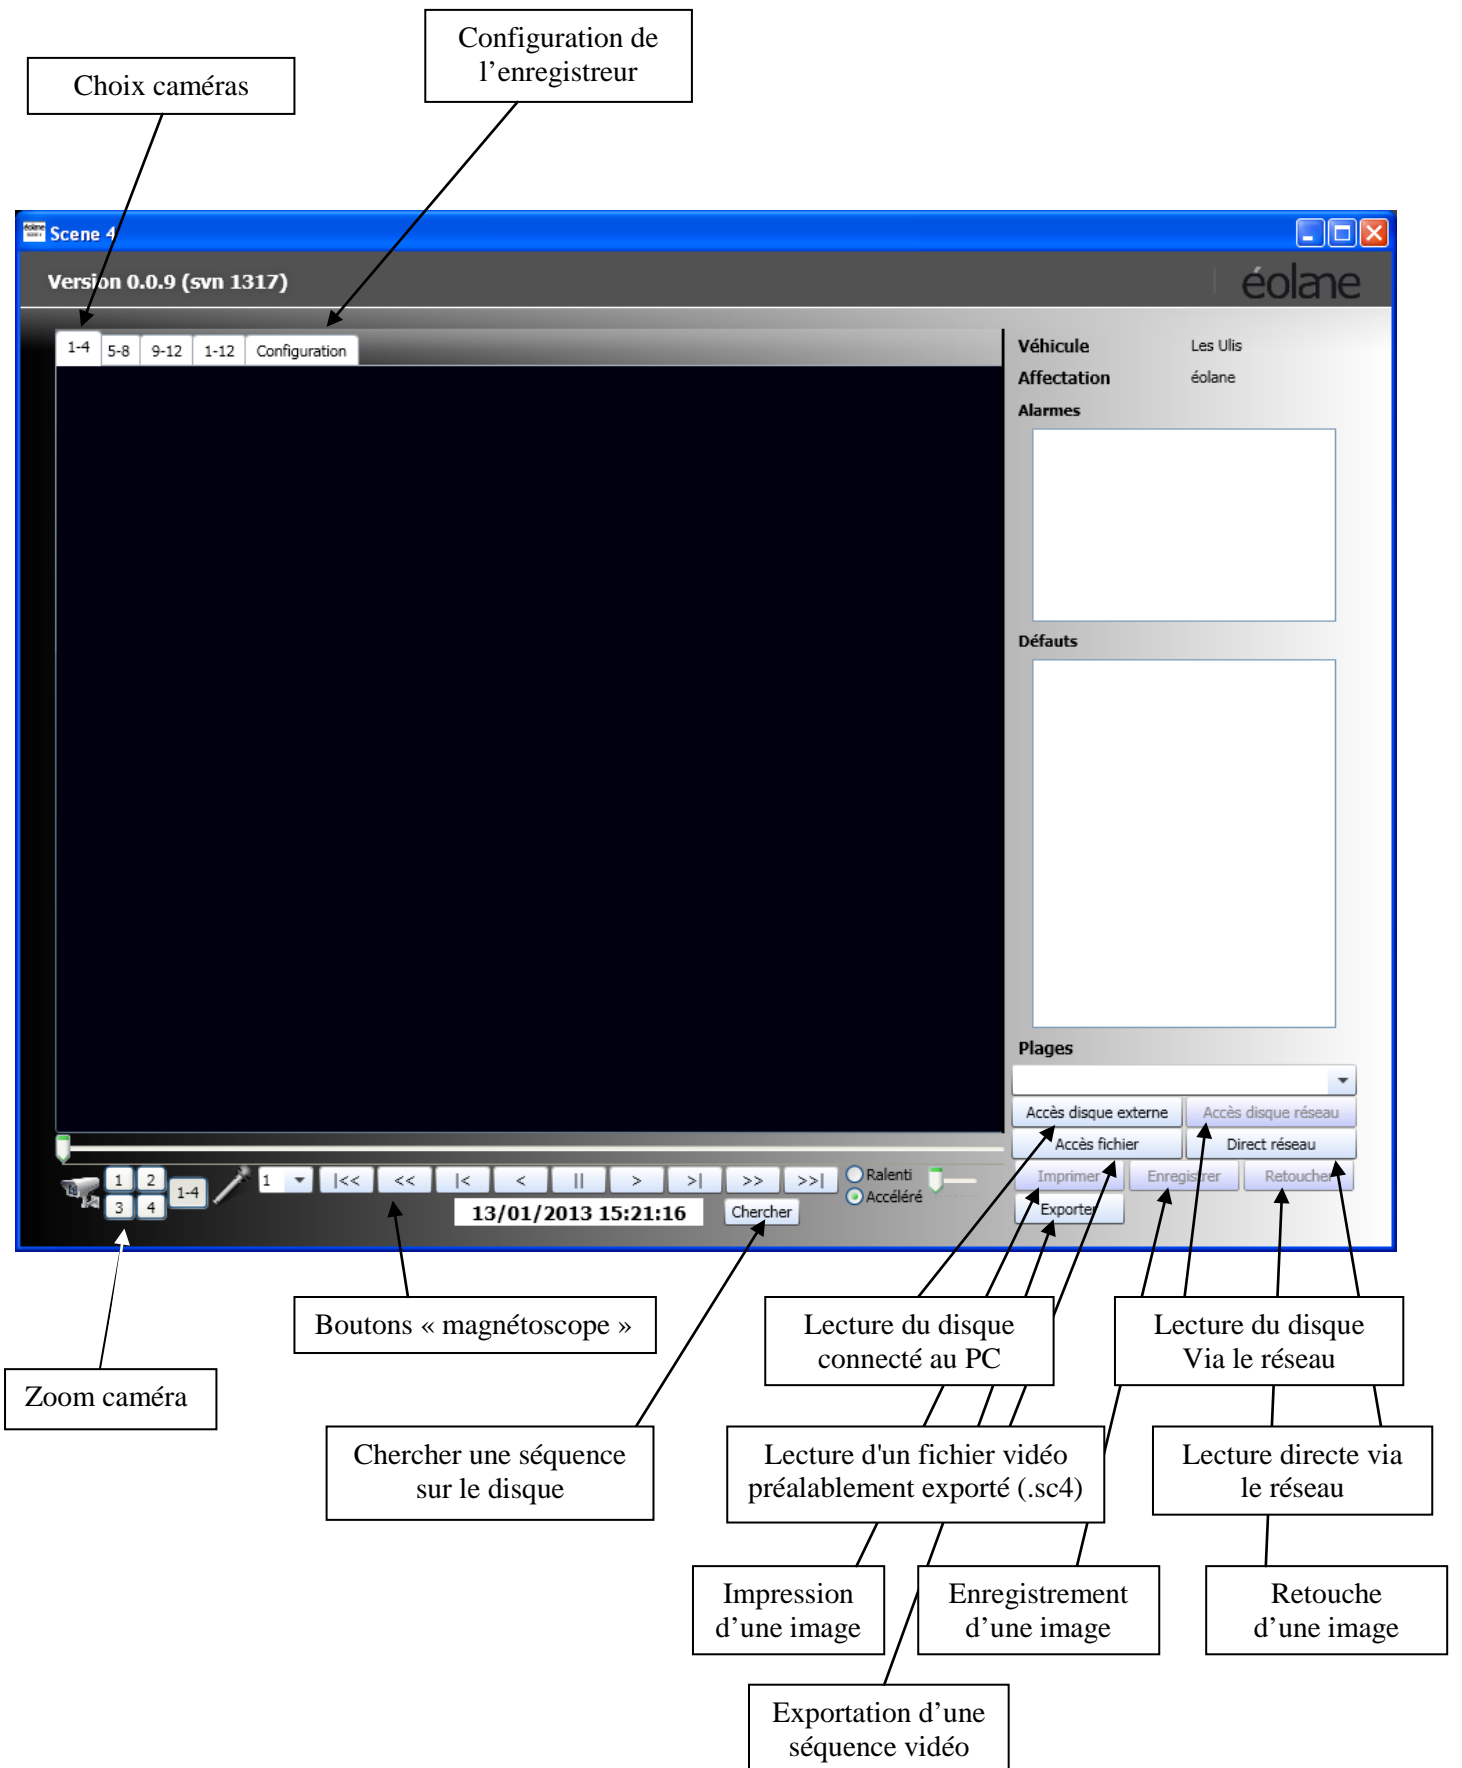 Configuration de
l’enregistreur
Choix caméras
éolane
SCENE 4
Scene 4
Version 0.0.9 (svn 1317)
éolane
1-4
5-8
9-12
1-12
Configuration
Véhicule
Les Ulis
Affectation
éolane
Alarmes
Défauts
Plages
Accès disque externe
Accès disque réseau
Accès fichier
Direct réseau
Imprimer
Enregistrer
Retoucher
Exporter
1
2
3
4
1-4
1
|<<
<<
|<
<
||
>
>|
>>
>>|
Ralenti
Accéléré
13/01/2013 15:21:16
Chercher
Boutons « magnétoscope »
Lecture du disque
connecté au PC
Lecture du disque
Via le réseau
Zoom caméra
Chercher une séquence
sur le disque
Lecture d'un fichier vidéo
préalablement exporté (.sc4)
Lecture directe via
le réseau
Impression
d’une image
Enregistrement
d’une image
Retouche
d’une image
Exportation d’une
séquence vidéo